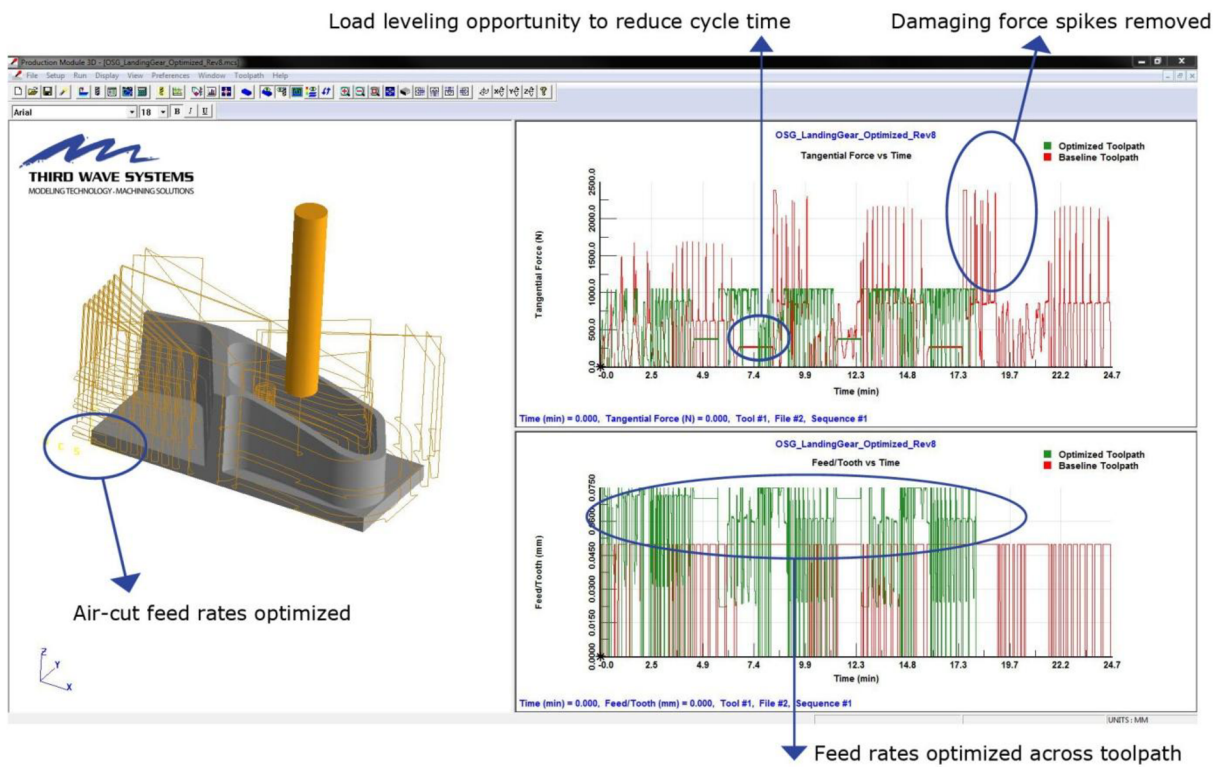 Load leveling opportunity to reduce cycle time
Damaging force spikes removed
Production Module 3D - [OSG_LandingGear_Optimized_Rev8.mcs]
File Setup Run Display View Preferences Window Toolpath Help
Arial 18 B I U
THIRD WAVE SYSTEMS
MODELING TECHNOLOGY · MACHINING SOLUTIONS
C S
Z
Y
X
Air-cut feed rates optimized
OSG_LandingGear_Optimized_Rev8
Tangential Force vs Time
Optimized Toolpath
Baseline Toolpath
Tangential Force (N)
2500.0
2000.0
1500.0
1000.0
500.0
0.0
-0.0 2.5 4.9 7.4 9.9 12.3 14.8 17.3 19.7 22.2 24.7
Time (min)
Time (min) = 0.000, Tangential Force (N) = 0.000, Tool #1, File #2, Sequence #1
OSG_LandingGear_Optimized_Rev8
Feed/Tooth vs Time
Optimized Toolpath
Baseline Toolpath
Feed/Tooth (mm)
0.0750
0.0600
0.0450
0.0300
0.0150
0.0000
-0.0 2.5 4.9 7.4 9.9 12.3 14.8 17.3 19.7 22.2 24.7
Time (min)
Time (min) = 0.000, Feed/Tooth (mm) = 0.000, Tool #1, File #2, Sequence #1
UNITS : MM
Feed rates optimized across toolpath